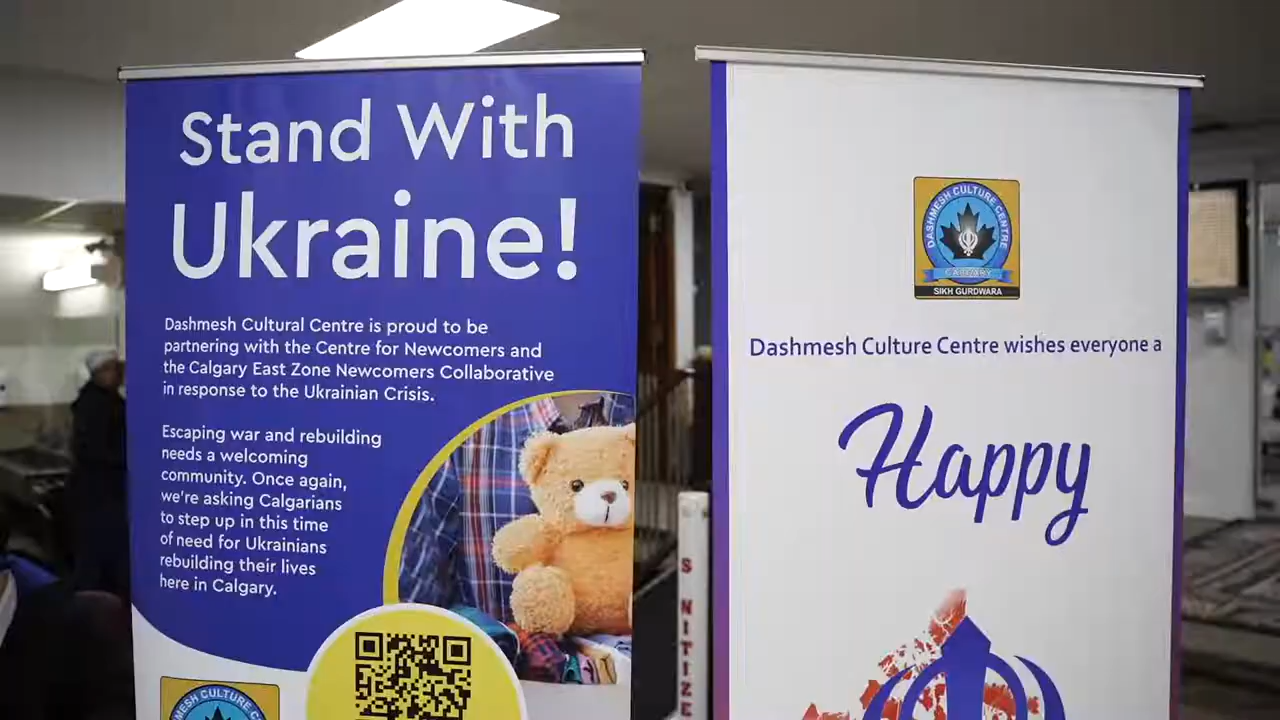 Stand With
Ukraine!
Dashmesh Cultural Centre is proud to be
partnering with the Centre for Newcomers and
the Calgary East Zone Newcomers Collaborative
in response to the Ukrainian Crisis.
Escaping war and rebuilding
needs a welcoming
community. Once again,
we're asking Calgarians
to step up in this time
of need for Ukrainians
rebuilding their lives
here in Calgary.
MESH CULTURE C
S NITIZE
DASHMESH CULTURE CENTRE
CALGARY
SIKH GURDWARA
Dashmesh Culture Centre wishes everyone a
Happy